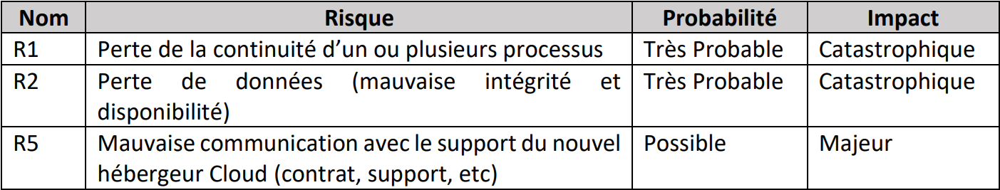 Nom Risque Probabilité Impact
R1 Perte de la continuité d’un ou plusieurs processus Très Probable Catastrophique
R2 Perte de données (mauvaise intégrité et Très Probable Catastrophique
disponibilité)
R5 Mauvaise communication avec le support du nouvel Possible Majeur
hébergeur Cloud (contrat, support, etc)